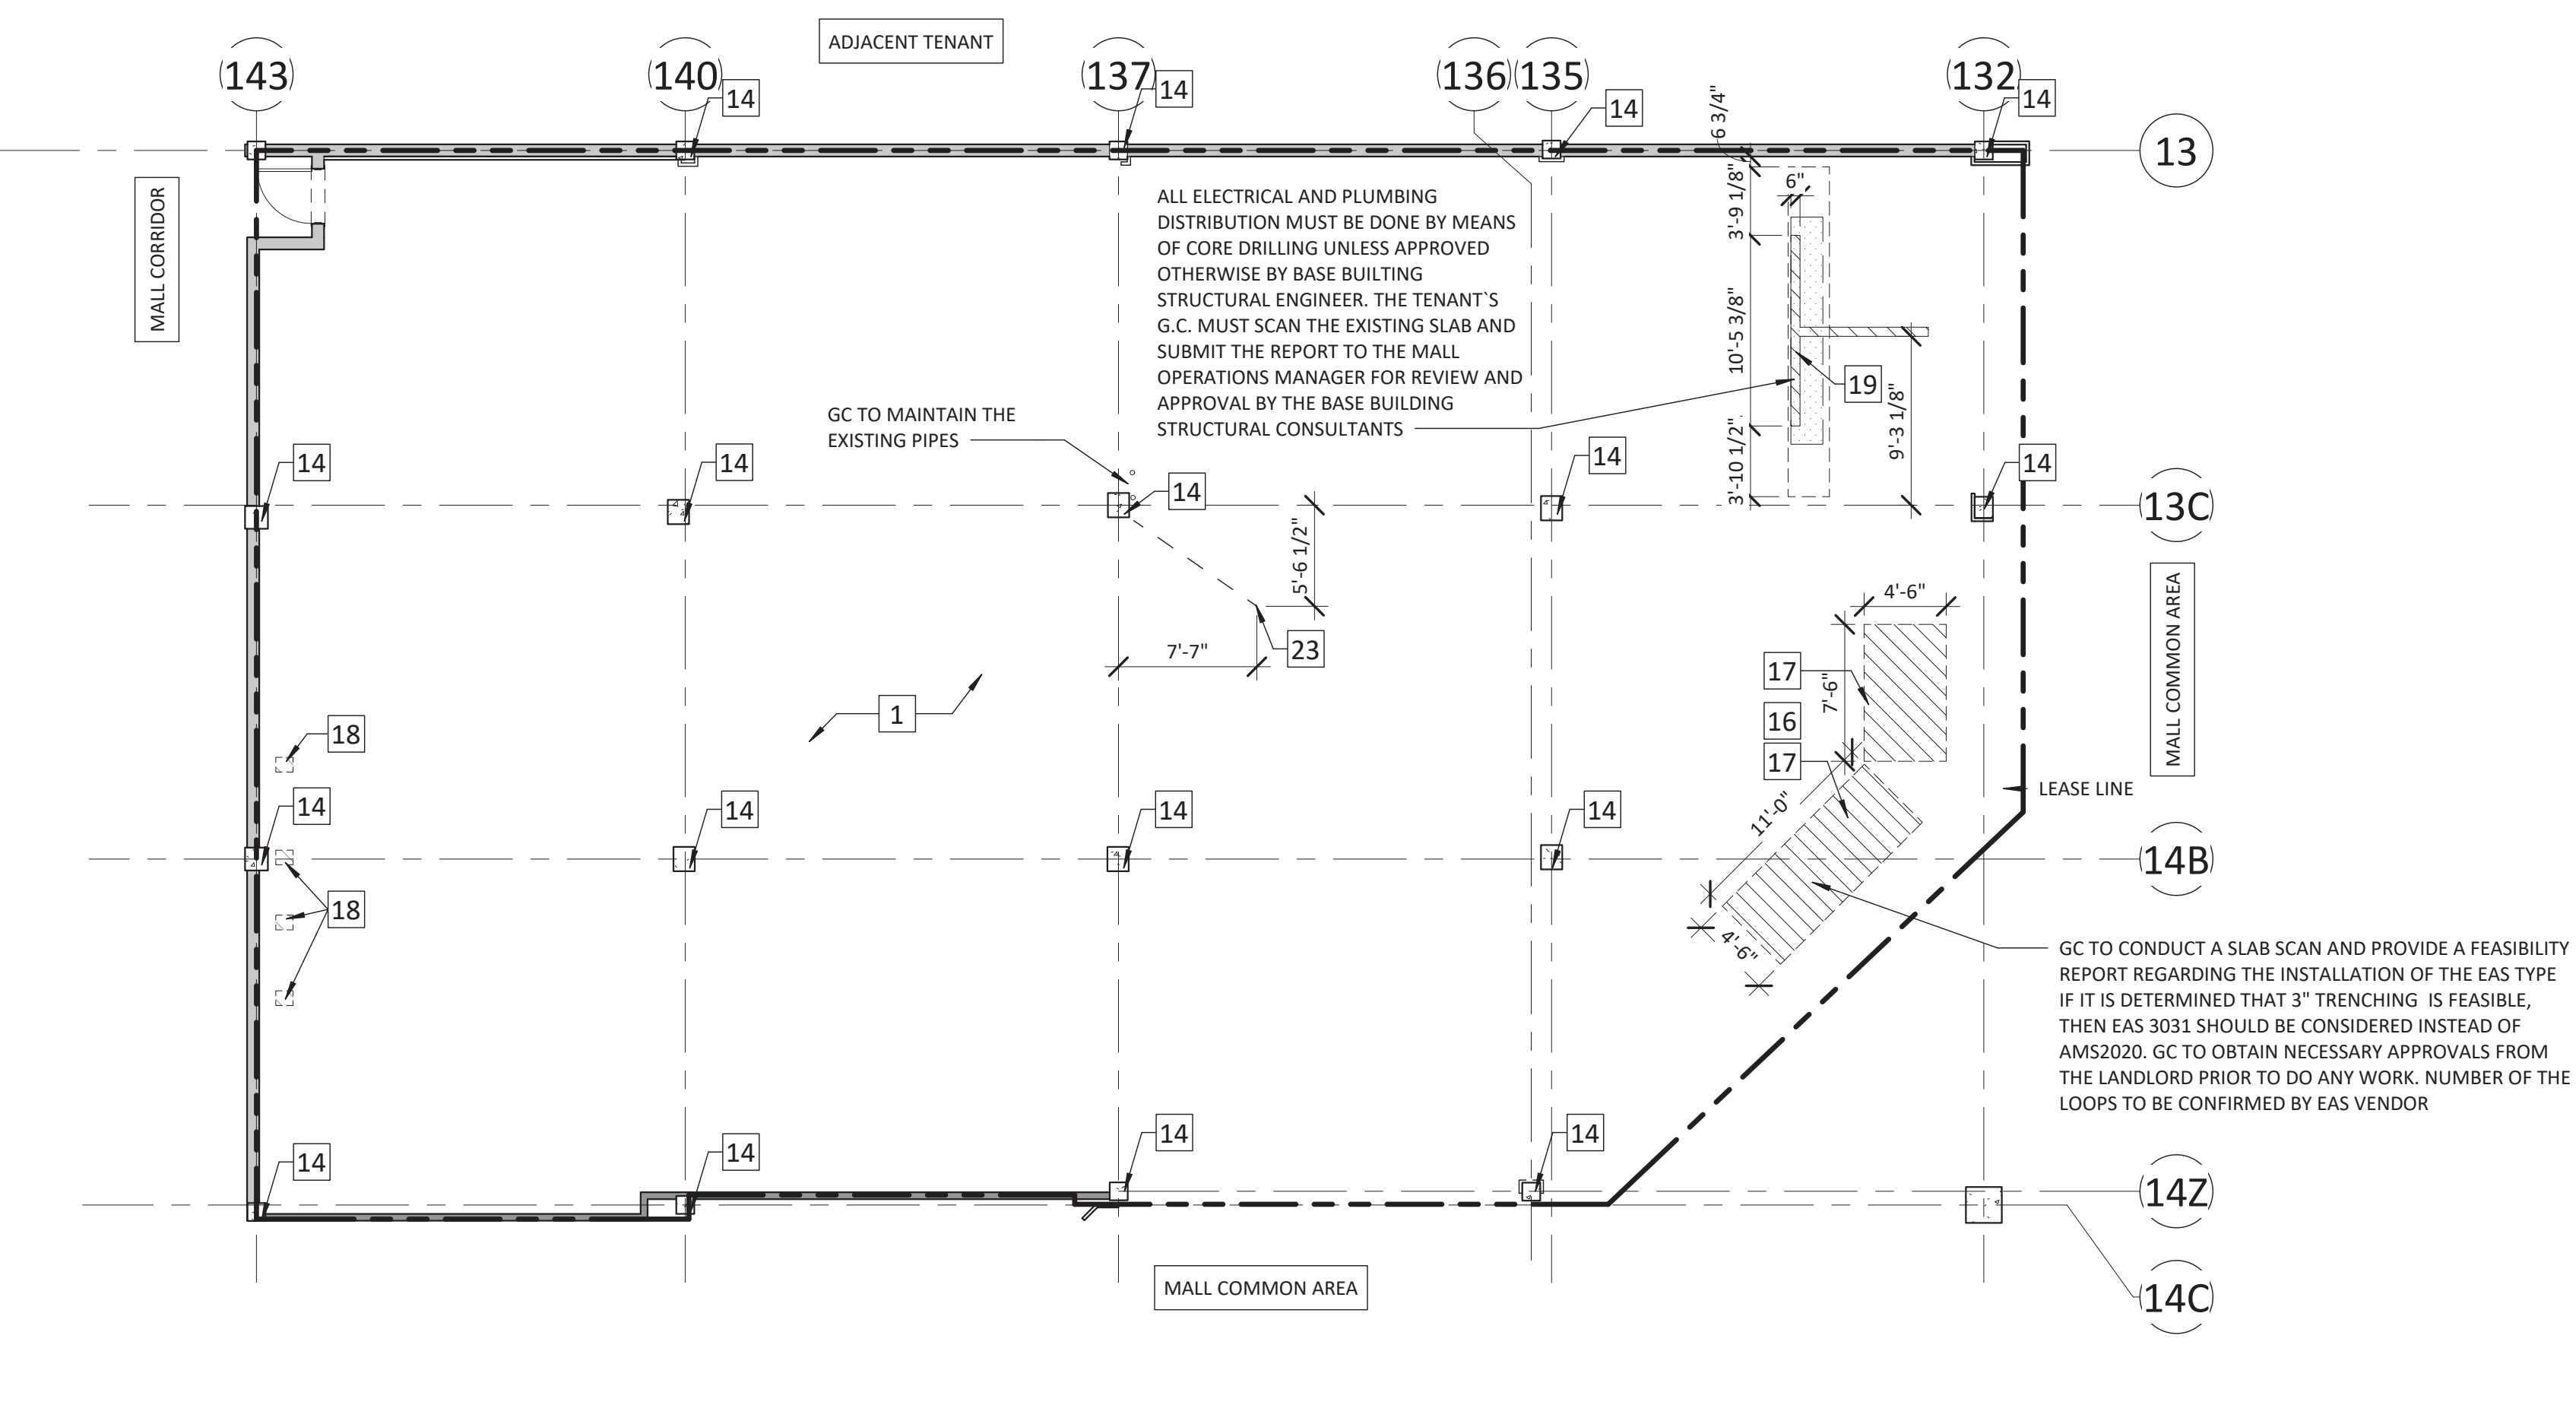 ADJACENT TENANT
143
140
137
136
135
132
14
14
14
14
13
MALL CORRIDOR
ALL ELECTRICAL AND PLUMBING
DISTRIBUTION MUST BE DONE BY MEANS
OF CORE DRILLING UNLESS APPROVED
OTHERWISE BY BASE BUILTING
STRUCTURAL ENGINEER. THE TENANT`S
G.C. MUST SCAN THE EXISTING SLAB AND
SUBMIT THE REPORT TO THE MALL
OPERATIONS MANAGER FOR REVIEW AND
APPROVAL BY THE BASE BUILDING
STRUCTURAL CONSULTANTS
6 3/4"
3'-9 1/8"
6"
10'-5 3/8"
3'-10 1/2"
19
9'-3 1/8"
GC TO MAINTAIN THE
EXISTING PIPES
14
14
14
14
14
13C
5'-6 1/2"
7'-7"
23
1
4'-6"
7'-6"
17
16
17
MALL COMMON AREA
LEASE LINE
18
14
14
14
14
11'-0"
4'-6"
14B
18
GC TO CONDUCT A SLAB SCAN AND PROVIDE A FEASIBILITY
REPORT REGARDING THE INSTALLATION OF THE EAS TYPE
IF IT IS DETERMINED THAT 3" TRENCHING IS FEASIBLE,
THEN EAS 3031 SHOULD BE CONSIDERED INSTEAD OF
AMS2020. GC TO OBTAIN NECESSARY APPROVALS FROM
THE LANDLORD PRIOR TO DO ANY WORK. NUMBER OF THE
LOOPS TO BE CONFIRMED BY EAS VENDOR
14
14
14
14
14Z
14C
MALL COMMON AREA